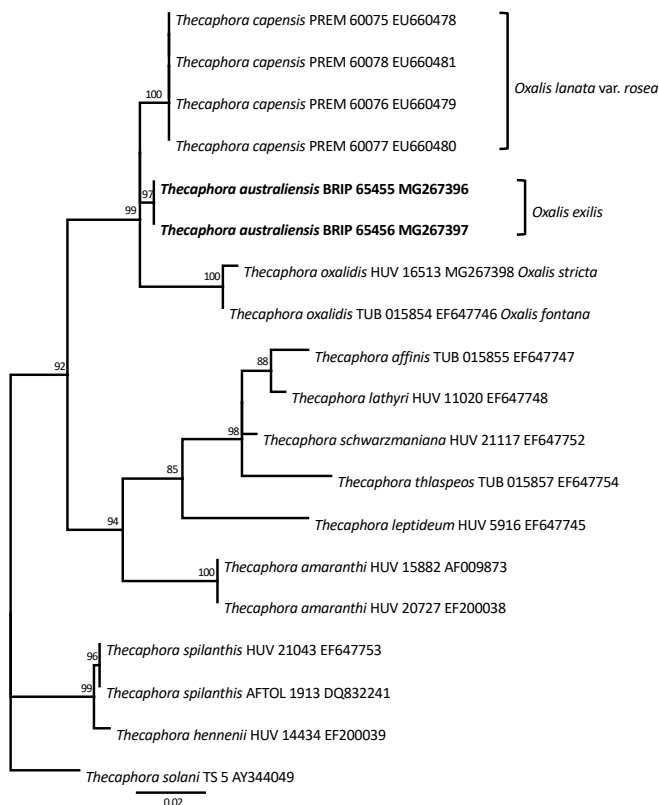 Thecaphora capensis PREM 60075 EU660478
Thecaphora capensis PREM 60078 EU660481
Oxalis lanata var. rosea
100
Thecaphora capensis PREM 60076 EU660479
Thecaphora capensis PREM 60077 EU660480
97
Thecaphora australiensis BRIP 65455 MG267396
99
Oxalis exilis
Thecaphora australiensis BRIP 65456 MG267397
100
Thecaphora oxalidis HUV 16513 MG267398 Oxalis stricta
Thecaphora oxalidis TUB 015854 EF647746 Oxalis fontana
92
88
Thecaphora affinis TUB 015855 EF647747
Thecaphora lathyri HUV 11020 EF647748
98
Thecaphora schwarzmaniana HUV 21117 EF647752
85
Thecaphora thlaspeos TUB 015857 EF647754
94
Thecaphora leptideum HUV 5916 EF647745
100
Thecaphora amaranthi HUV 15882 AF009873
Thecaphora amaranthi HUV 20727 EF200038
Thecaphora spilanthis HUV 21043 EF647753
96
99
Thecaphora spilanthis AFTOL 1913 DQ832241
Thecaphora hennenii HUV 14434 EF200039
Thecaphora solani TS 5 AY344049
0.02